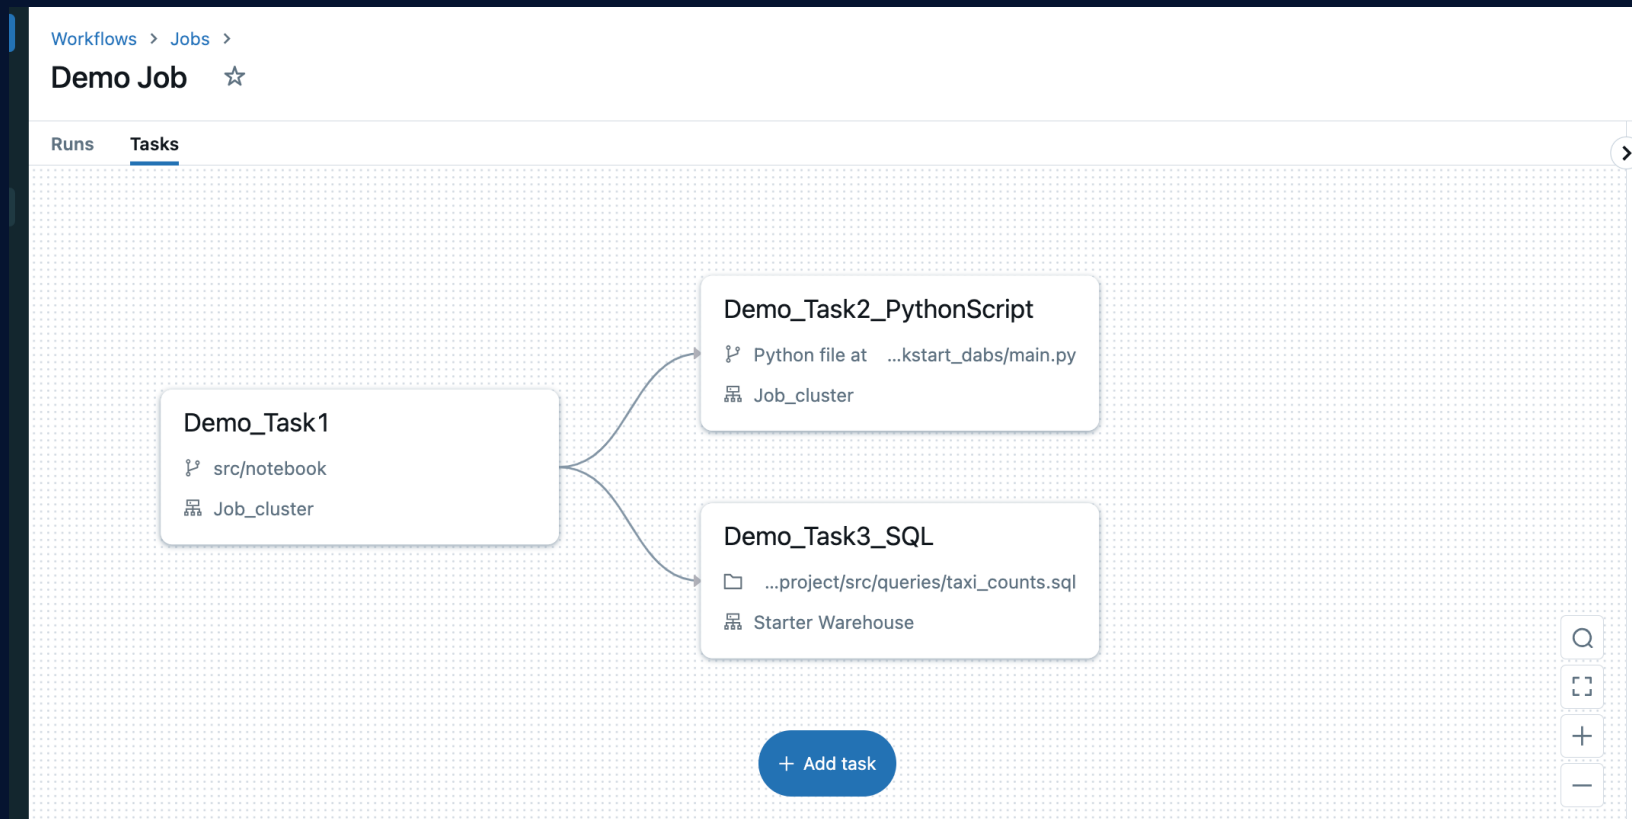 Workflows > Jobs >
Demo Job
Runs Tasks
Demo_Task1
src/notebook
Job_cluster
Demo_Task2_PythonScript
Python file at ...kstart_dabs/main.py
Job_cluster
Demo_Task3_SQL
...project/src/queries/taxi_counts.sql
Starter Warehouse
+ Add task